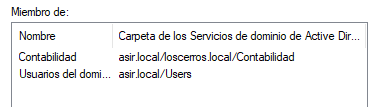 Miembro de:
Nombre Carpeta de los Servicios de dominio de Active Dir...
Contabilidad asir.local/loscerros.local/Contabilidad
Usuarios del domi... asir.local/Users